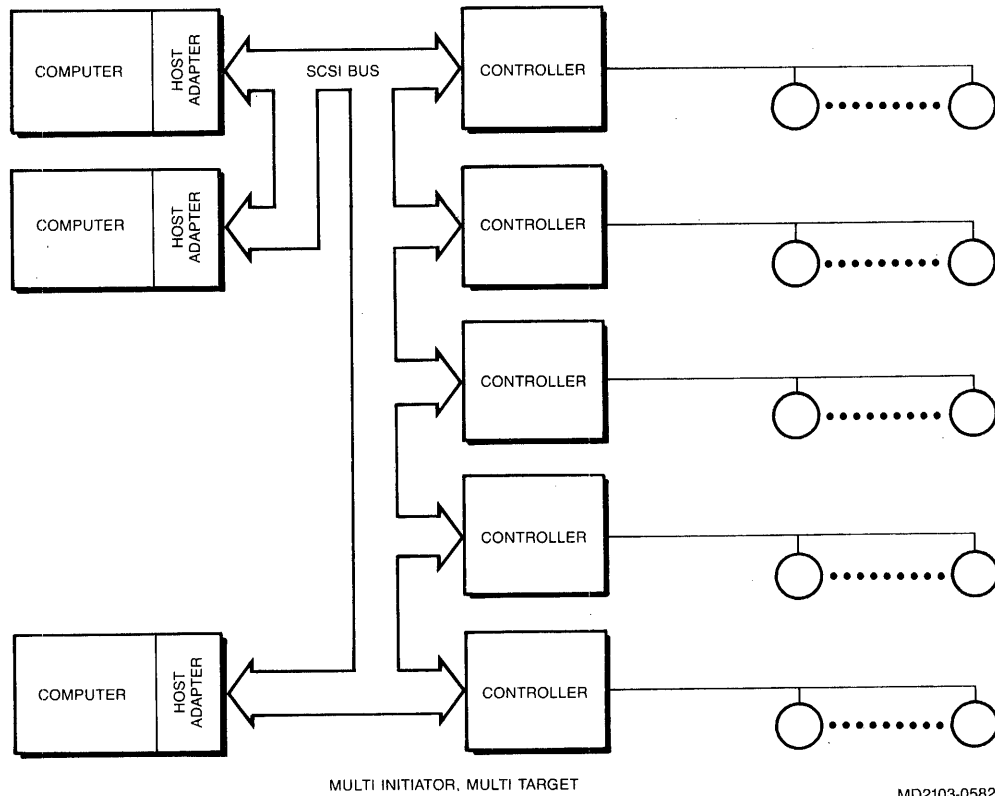 COMPUTER
HOST
ADAPTER
SCSI BUS
CONTROLLER
COMPUTER
HOST
ADAPTER
CONTROLLER
CONTROLLER
CONTROLLER
COMPUTER
HOST
ADAPTER
CONTROLLER
MULTI INITIATOR, MULTI TARGET
MD2103-0582